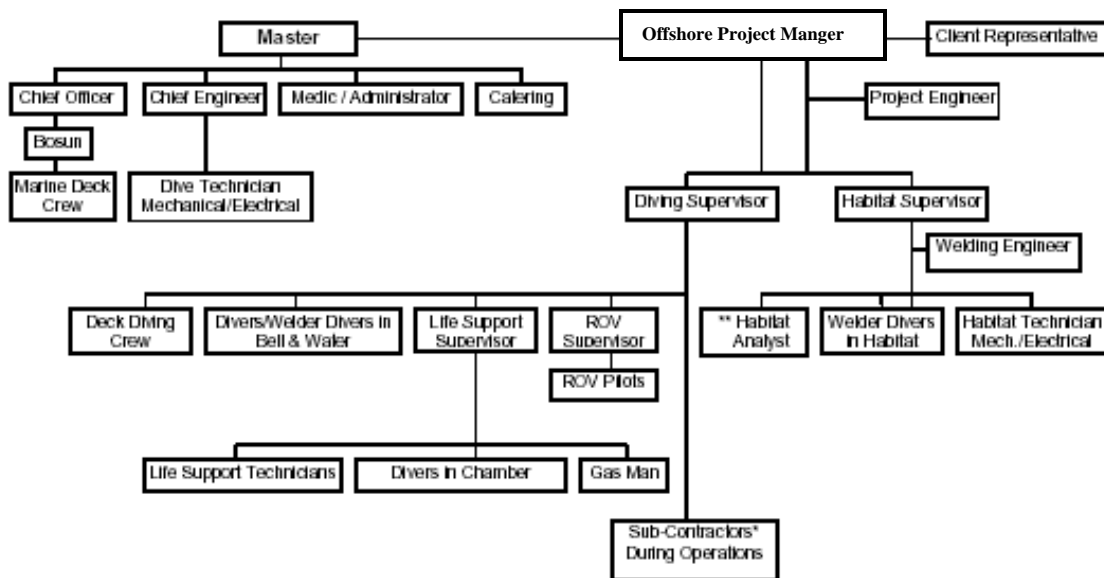 Master
Offshore Project Manger
Client Representative
Chief Officer
Chief Engineer
Medic / Administrator
Catering
Project Engineer
Bosun
Marine Deck
Crew
Dive Technician
Mechanical/Electrical
Diving Supervisor
Habitat Supervisor
Welding Engineer
Deck Diving
Crew
Divers/Welder Divers in
Bell & Water
Life Support
Supervisor
ROV
Supervisor
** Habitat
Analyst
Welder Divers
in Habitat
Habitat Technician
Mech./Electrical
ROV Pilots
Life Support Technicians
Divers in Chamber
Gas Man
Sub-Contractors*
During Operations